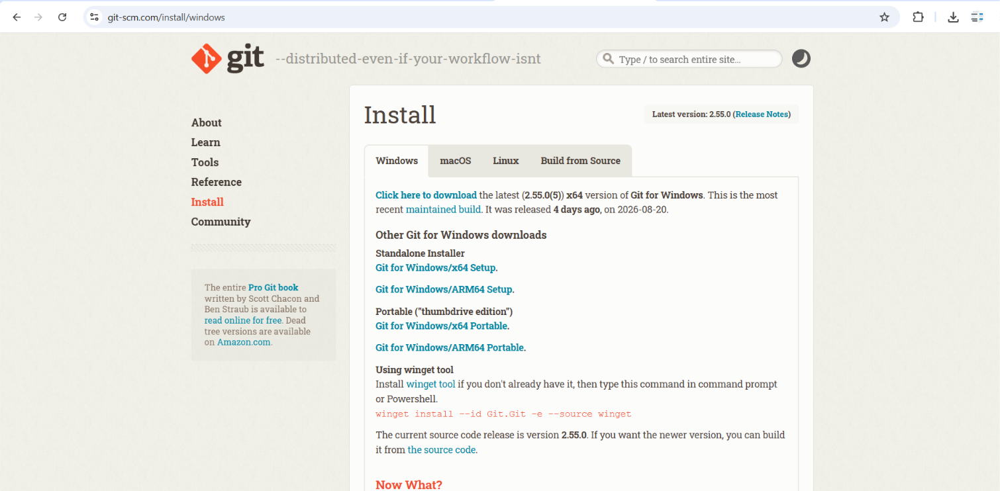 git-scm.com/install/windows
git --distributed-even-if-your-workflow-isnt
Type / to search entire site...
About
Learn
Tools
Reference
Install
Community
The entire Pro Git book
written by Scott Chacon and
Ben Straub is available to
read online for free. Dead
tree versions are available
on Amazon.com.
Install
Latest version: 2.55.0 (Release Notes)
Windows macOS Linux Build from Source
Click here to download the latest (2.55.0(5)) x64 version of Git for Windows. This is the most
recent maintained build. It was released 4 days ago, on 2026-08-20.
Other Git for Windows downloads
Standalone Installer
Git for Windows/x64 Setup.
Git for Windows/ARM64 Setup.
Portable ("thumbdrive edition")
Git for Windows/x64 Portable.
Git for Windows/ARM64 Portable.
Using winget tool
Install winget tool if you don't already have it, then type this command in command prompt
or Powershell.
winget install --id Git.Git -e --source winget
The current source code release is version 2.55.0. If you want the newer version, you can build
it from the source code.
Now What?